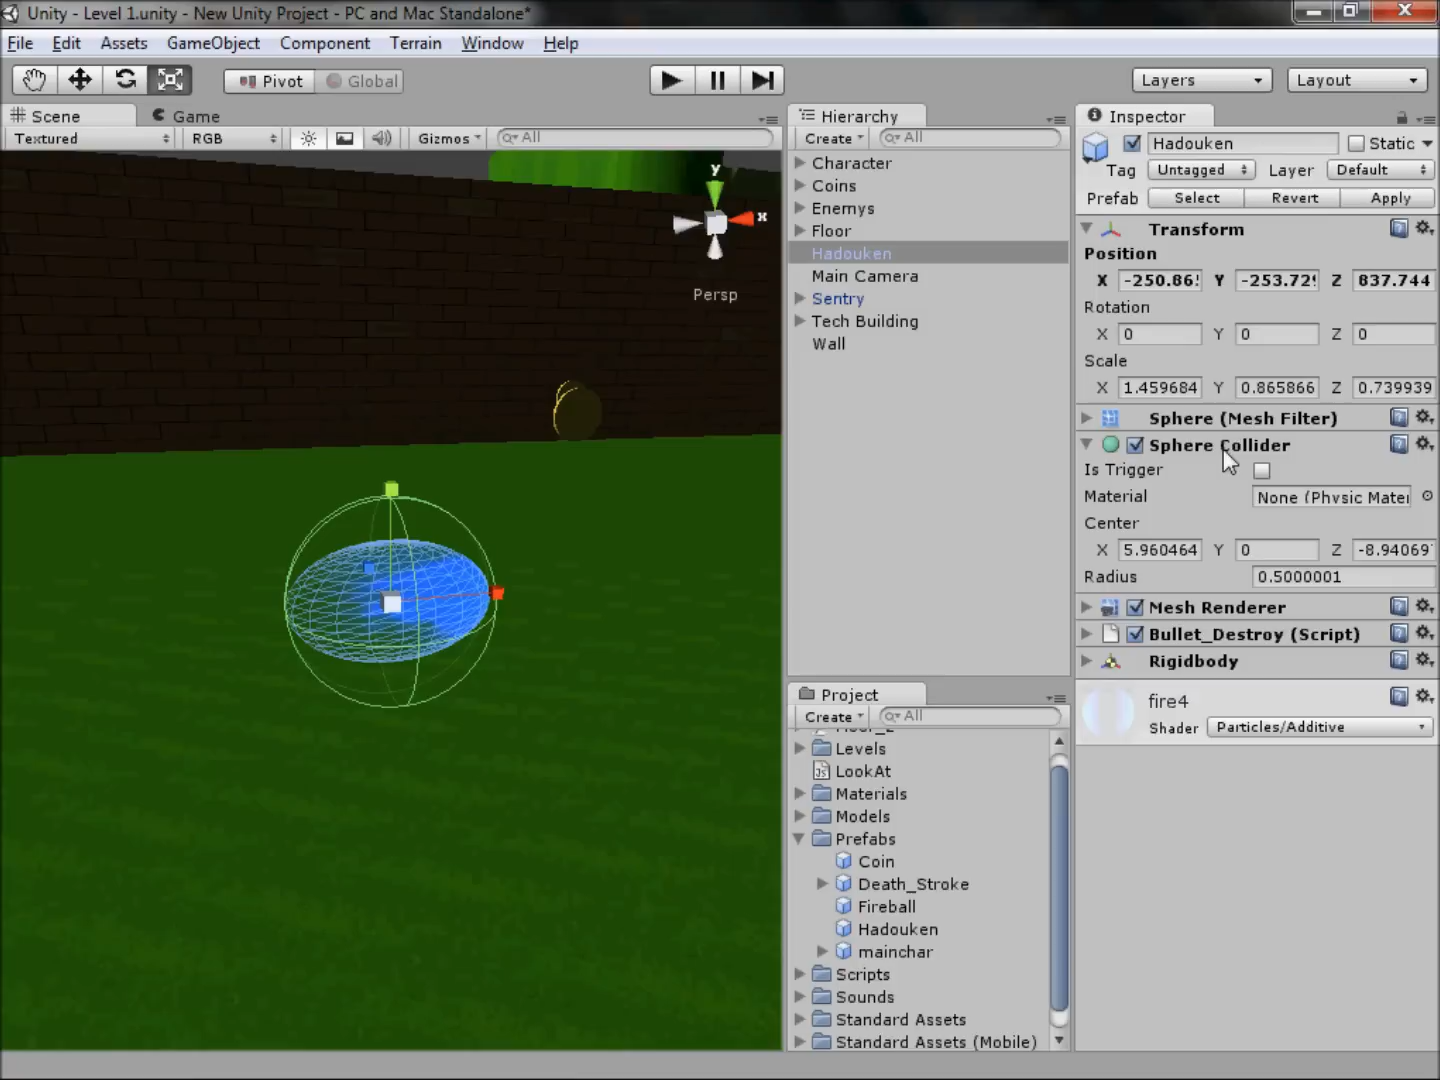 Unity - Level 1.unity - New Unity Project - PC and Mac Standalone*
File Edit Assets GameObject Component Terrain Window Help
Pivot Global Layers Layout
Scene Game
Textured RGB Gizmos All
y
x
Persp
Hierarchy
Create All
Character
Coins
Enemys
Floor
Hadouken
Main Camera
Sentry
Tech Building
Wall
Project
Create All
Levels
LookAt
Materials
Models
Prefabs
Coin
Death_Stroke
Fireball
Hadouken
mainchar
Scripts
Sounds
Standard Assets
Standard Assets (Mobile)
Inspector
Hadouken Static
Tag Untagged Layer Default
Prefab Select Revert Apply
Transform
Position
X -250.86 Y -253.72 Z 837.744
Rotation
X 0 Y 0 Z 0
Scale
X 1.459684 Y 0.865866 Z 0.739939
Sphere (Mesh Filter)
Sphere Collider
Is Trigger
Material None (Physic Mater
Center
X 5.960464 Y 0 Z -8.94069
Radius 0.5000001
Mesh Renderer
Bullet_Destroy (Script)
Rigidbody
fire4
Shader Particles/Additive